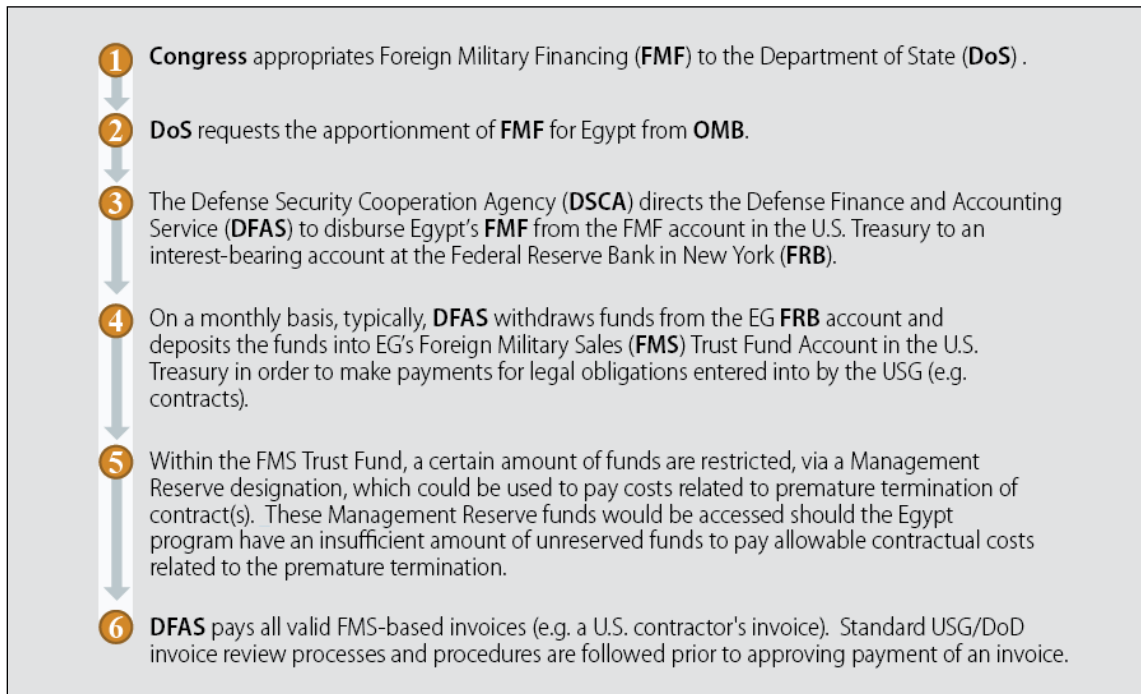 1 Congress appropriates Foreign Military Financing (FMF) to the Department of State (DoS) .
2 DoS requests the apportionment of FMF for Egypt from OMB.
3 The Defense Security Cooperation Agency (DSCA) directs the Defense Finance and Accounting
Service (DFAS) to disburse Egypt's FMF from the FMF account in the U.S. Treasury to an
interest-bearing account at the Federal Reserve Bank in New York (FRB).
4 On a monthly basis, typically, DFAS withdraws funds from the EG FRB account and
deposits the funds into EG's Foreign Military Sales (FMS) Trust Fund Account in the U.S.
Treasury in order to make payments for legal obligations entered into by the USG (e.g.
contracts).
5 Within the FMS Trust Fund, a certain amount of funds are restricted, via a Management
Reserve designation, which could be used to pay costs related to premature termination of
contract(s). These Management Reserve funds would be accessed should the Egypt
program have an insufficient amount of unreserved funds to pay allowable contractual costs
related to the premature termination.
6 DFAS pays all valid FMS-based invoices (e.g. a U.S. contractor's invoice). Standard USG/DoD
invoice review processes and procedures are followed prior to approving payment of an invoice.